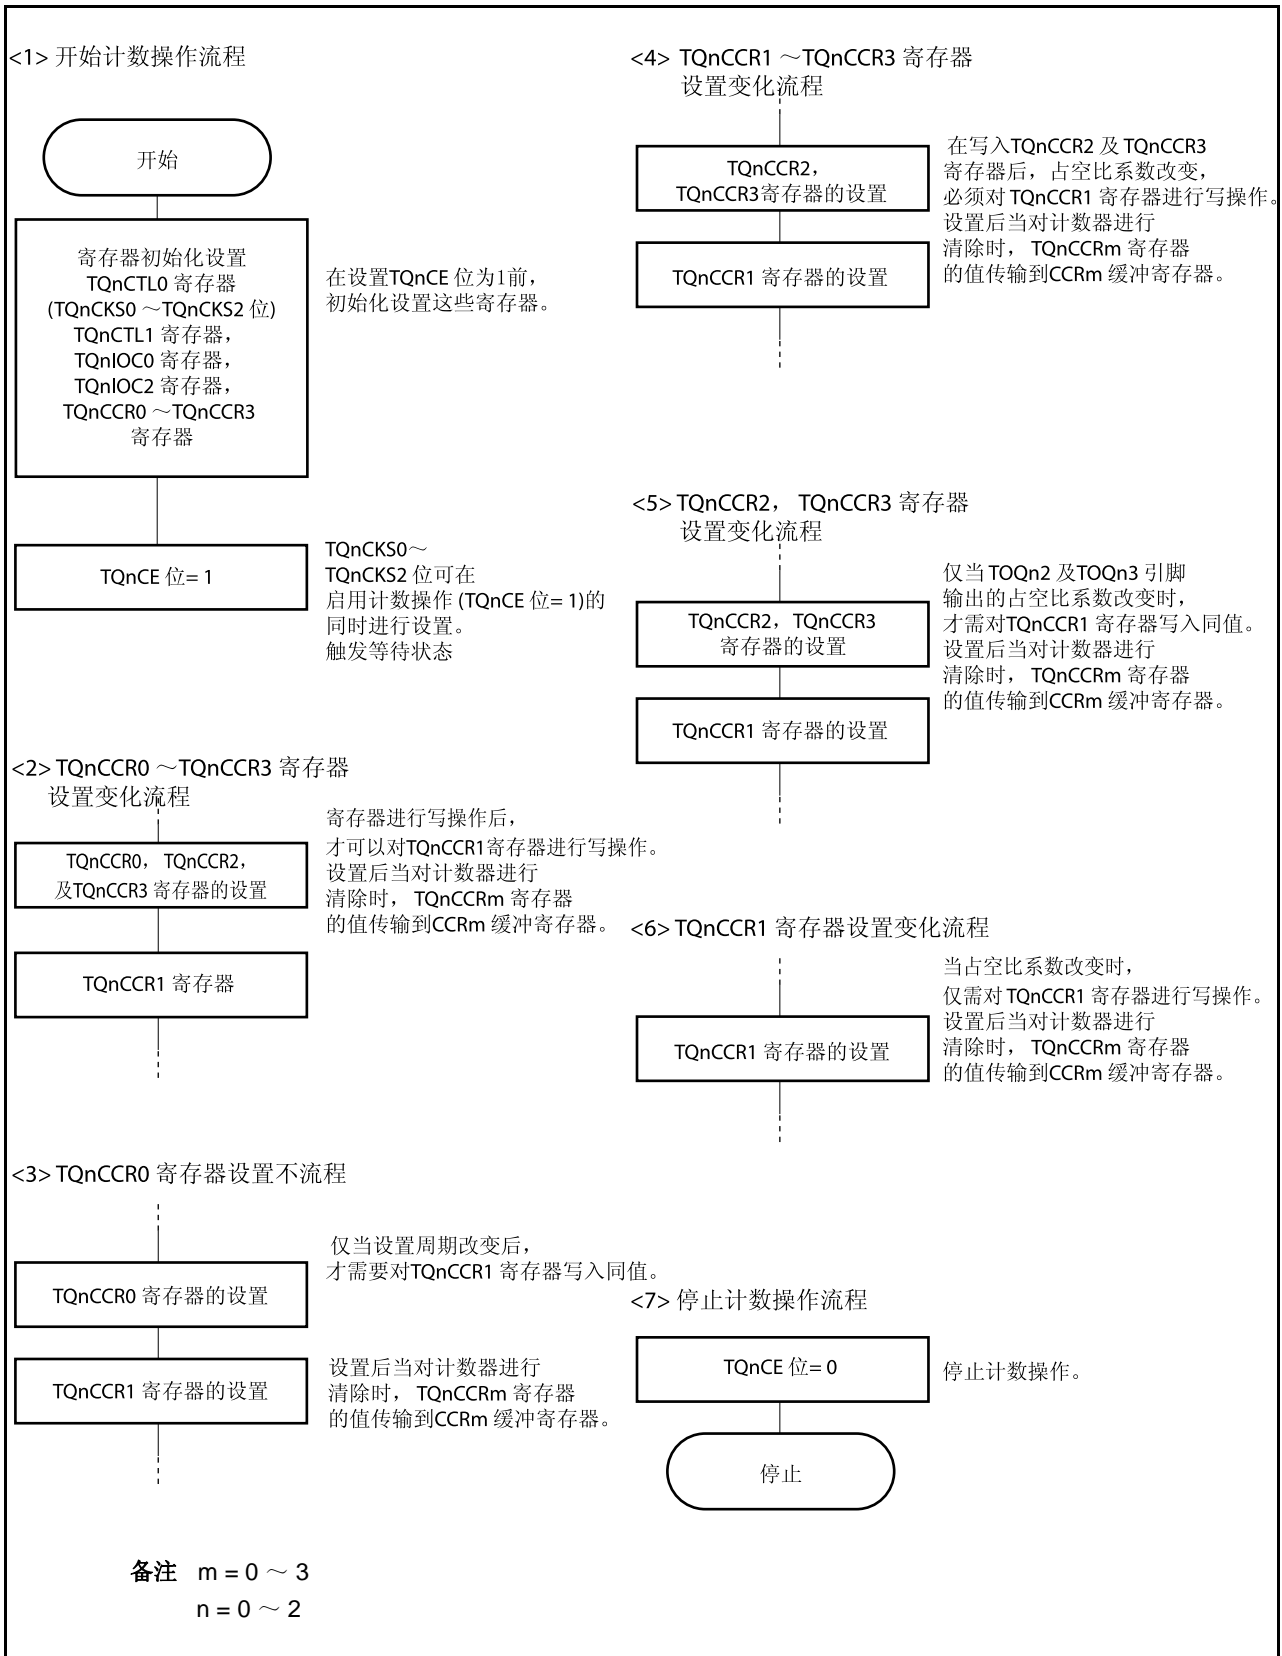 <1> 开始计数操作流程
开始
寄存器初始化设置
TQnCTL0 寄存器
(TQnCKS0 ～TQnCKS2 位)
TQnCTL1 寄存器，
TQnIOC0 寄存器，
TQnIOC2 寄存器，
TQnCCR0 ～TQnCCR3
寄存器
在设置TQnCE 位为1前，
初始化设置这些寄存器。
TQnCE 位= 1
TQnCKS0～
TQnCKS2 位可在
启用计数操作 (TQnCE 位= 1)的
同时进行设置。
触发等待状态
<2> TQnCCR0 ～TQnCCR3 寄存器
设置变化流程
TQnCCR0， TQnCCR2，
及TQnCCR3 寄存器的设置
TQnCCR1 寄存器
寄存器进行写操作后，
才可以对TQnCCR1寄存器进行写操作。
设置后当对计数器进行
清除时， TQnCCRm 寄存器
的值传输到CCRm 缓冲寄存器。
<3> TQnCCR0 寄存器设置不流程
TQnCCR0 寄存器的设置
仅当设置周期改变后，
才需要对TQnCCR1 寄存器写入同值。
TQnCCR1 寄存器的设置
设置后当对计数器进行
清除时， TQnCCRm 寄存器
的值传输到CCRm 缓冲寄存器。
<4> TQnCCR1 ～TQnCCR3 寄存器
设置变化流程
TQnCCR2，
TQnCCR3寄存器的设置
TQnCCR1 寄存器的设置
在写入TQnCCR2 及 TQnCCR3
寄存器后，占空比系数改变，
必须对 TQnCCR1 寄存器进行写操作。
设置后当对计数器进行
清除时， TQnCCRm 寄存器
的值传输到CCRm 缓冲寄存器。
<5> TQnCCR2， TQnCCR3 寄存器
设置变化流程
TQnCCR2，TQnCCR3
寄存器的设置
TQnCCR1 寄存器的设置
仅当 TOQn2 及TOQn3 引脚
输出的占空比系数改变时，
才需对TQnCCR1 寄存器写入同值。
设置后当对计数器进行
清除时， TQnCCRm 寄存器
的值传输到CCRm 缓冲寄存器。
<6> TQnCCR1 寄存器设置变化流程
TQnCCR1 寄存器的设置
当占空比系数改变时，
仅需对 TQnCCR1 寄存器进行写操作。
设置后当对计数器进行
清除时， TQnCCRm 寄存器
的值传输到CCRm 缓冲寄存器。
<7> 停止计数操作流程
TQnCE 位= 0
停止计数操作。
停止
备注 m = 0 ～ 3
n = 0 ～ 2